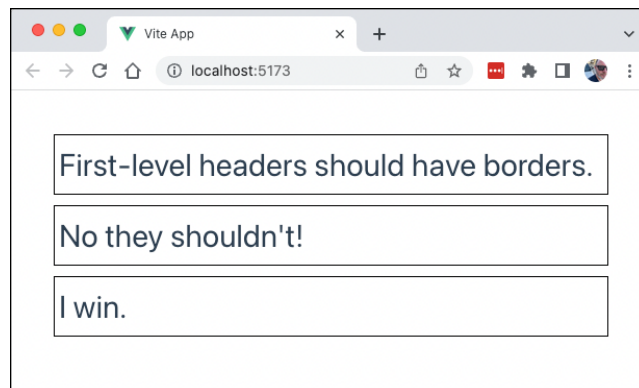 Vite App
localhost:5173
First-level headers should have borders.
No they shouldn't!
I win.